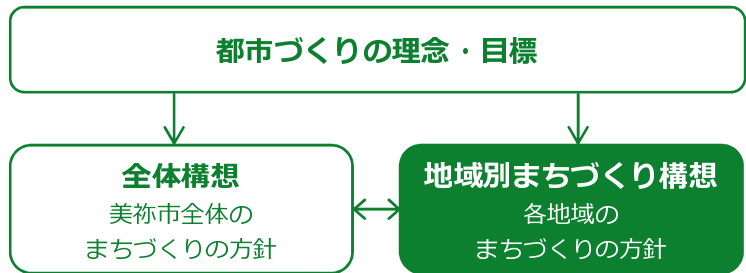 都市づくりの理念・目標
全体構想
美祢市全体の
まちづくりの方針
地域別まちづくり構想
各地域の
まちづくりの方針